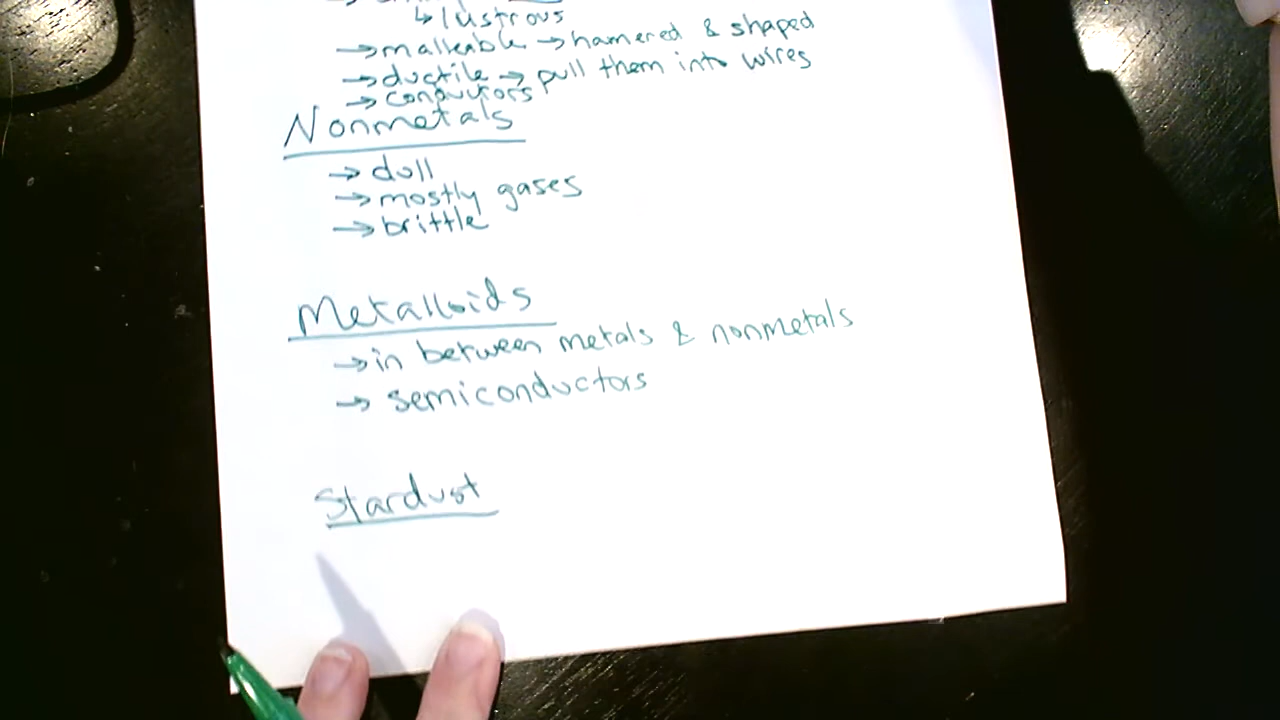 ↳ lustrous
→ malleable → hamered & shaped
→ ductile → pull them into wires
→ conductors
Nonmetals
→ dull
→ mostly gases
→ brittle
Metalloids
→ in between metals & nonmetals
→ semiconductors
Stardust